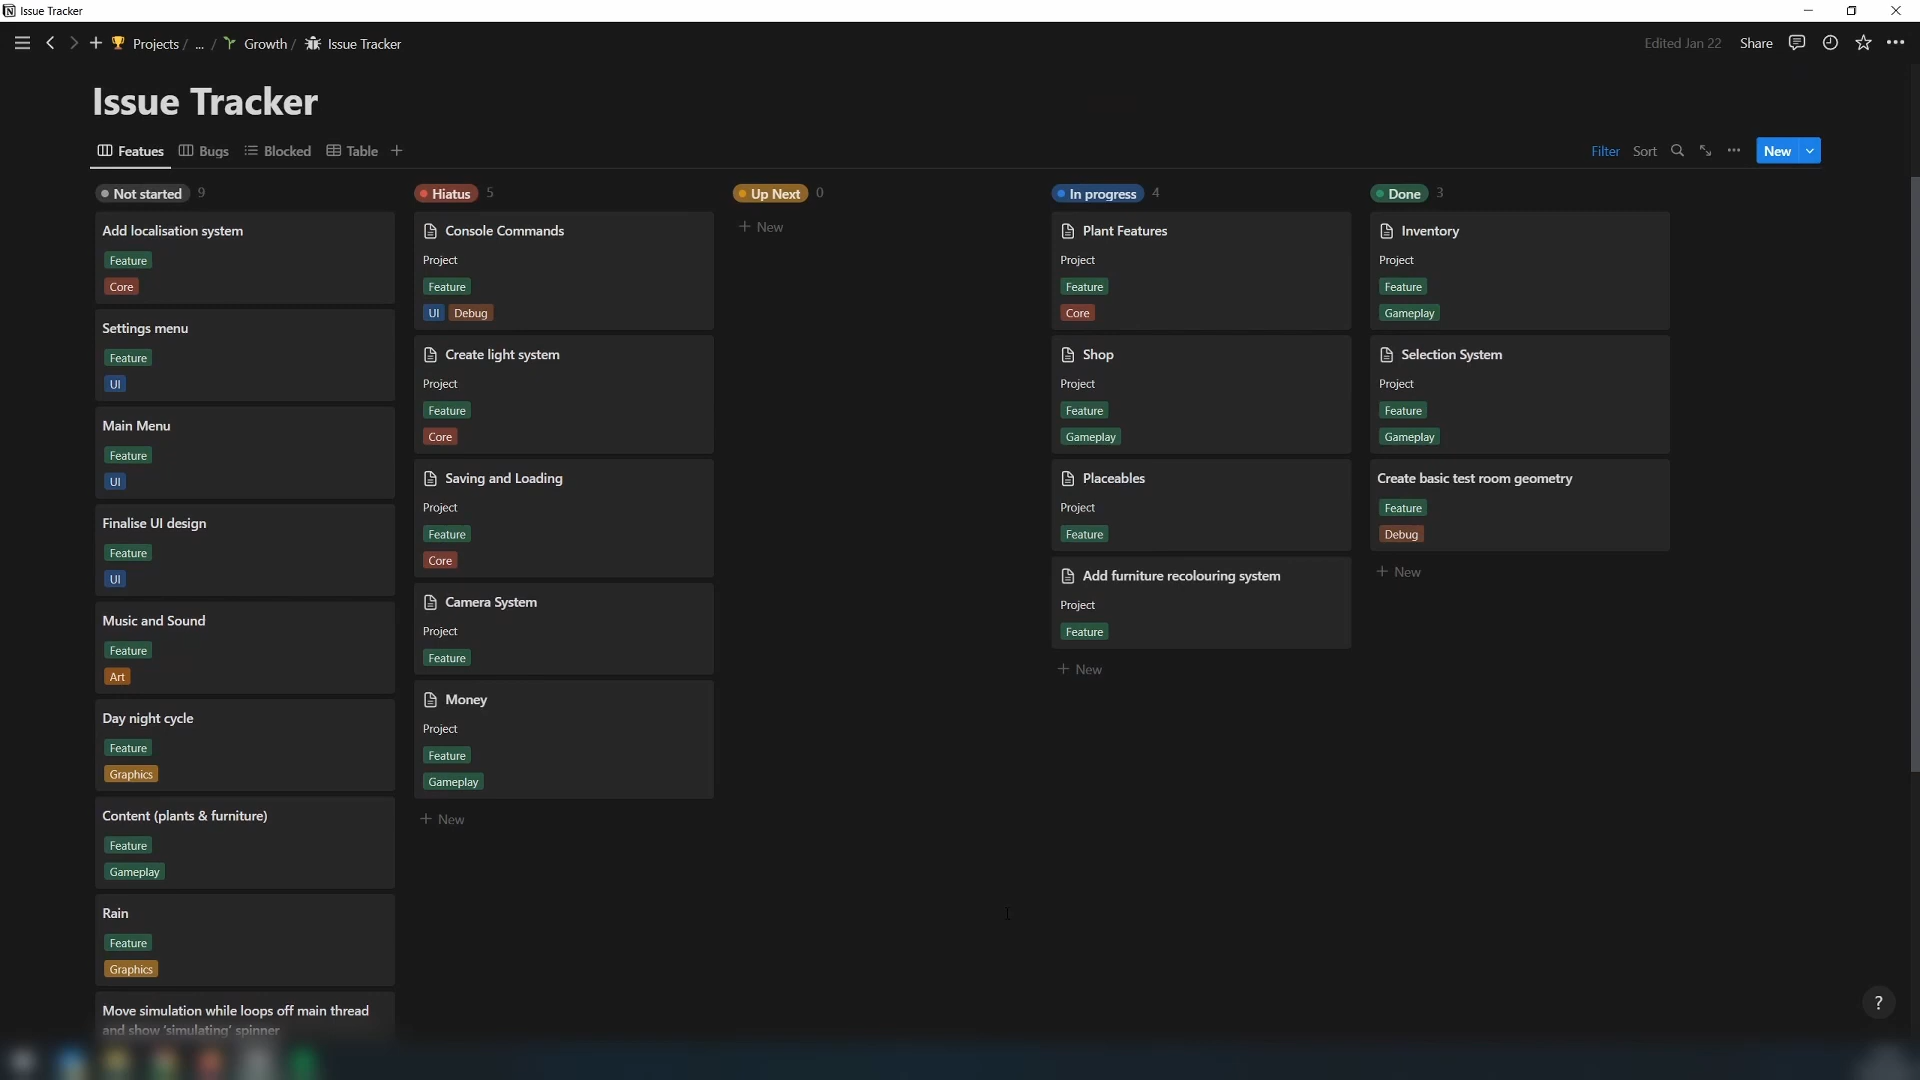 Issue Tracker
Projects / ... / Growth / Issue Tracker
Edited Jan 22 Share
Issue Tracker
Featues Bugs Blocked Table
Filter Sort New
Not started 9
Add localisation system
Feature
Core
Settings menu
Feature
UI
Main Menu
Feature
UI
Finalise UI design
Feature
UI
Music and Sound
Feature
Art
Day night cycle
Feature
Graphics
Content (plants & furniture)
Feature
Gameplay
Rain
Feature
Graphics
Move simulation while loops off main thread
and show 'simulating' spinner
Hiatus 5
Console Commands
Project
Feature
UI Debug
Create light system
Project
Feature
Core
Saving and Loading
Project
Feature
Core
Camera System
Project
Feature
Money
Project
Feature
Gameplay
+ New
Up Next 0
+ New
In progress 4
Plant Features
Project
Feature
Core
Shop
Project
Feature
Gameplay
Placeables
Project
Feature
Add furniture recolouring system
Project
Feature
+ New
Done 3
Inventory
Project
Feature
Gameplay
Selection System
Project
Feature
Gameplay
Create basic test room geometry
Feature
Debug
+ New
?